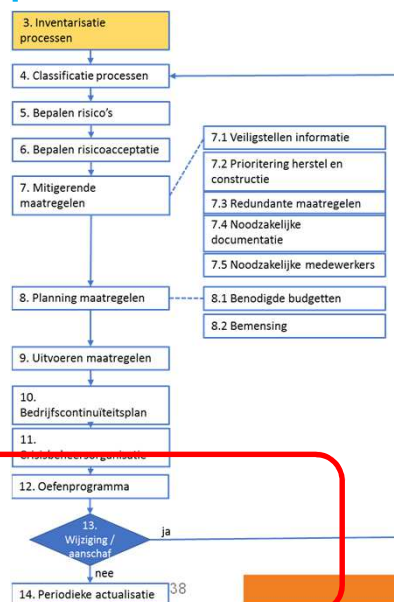 3. Inventarisatie
processen
4. Classificatie processen
5. Bepalen risico's
6. Bepalen risicoacceptatie
7. Mitigerende
maatregelen
7.1 Veiligstellen informatie
7.2 Prioritering herstel en
constructie
7.3 Redundante maatregelen
7.4 Noodzakelijke
documentatie
7.5 Noodzakelijke medewerkers
8. Planning maatregelen
8.1 Benodigde budgetten
8.2 Bemensing
9. Uitvoeren maatregelen
10.
Bedrijfscontinuïteitsplan
11.
Crisisbeheersorganisatie
12. Oefenprogramma
13.
Wijziging /
aanschaf
ja
nee
14. Periodieke actualisatie
38